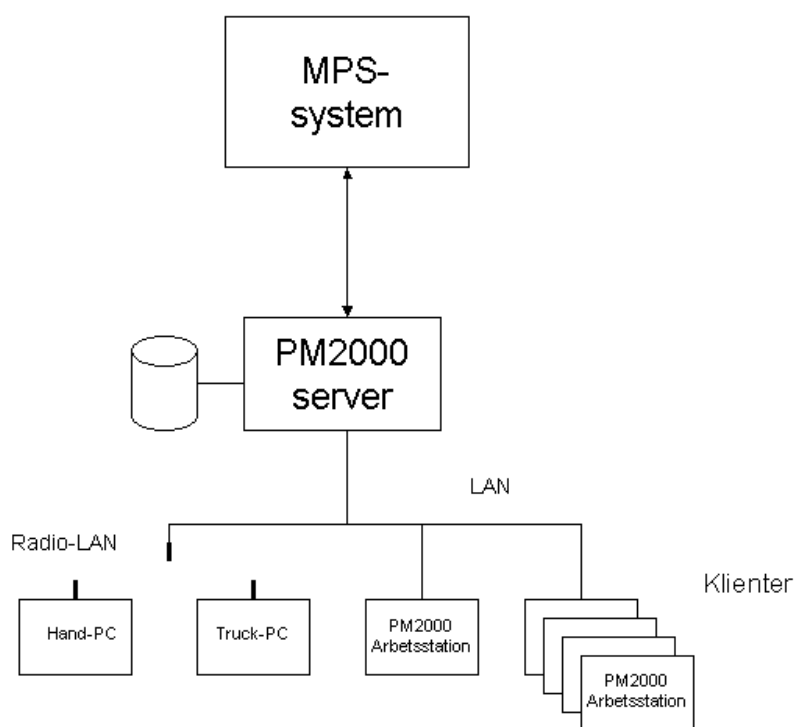 MPS-
system
PM2000
server
LAN
Radio-LAN
Klienter
Hand-PC
Truck-PC
PM2000
Arbetsstation
PM2000
Arbetsstation